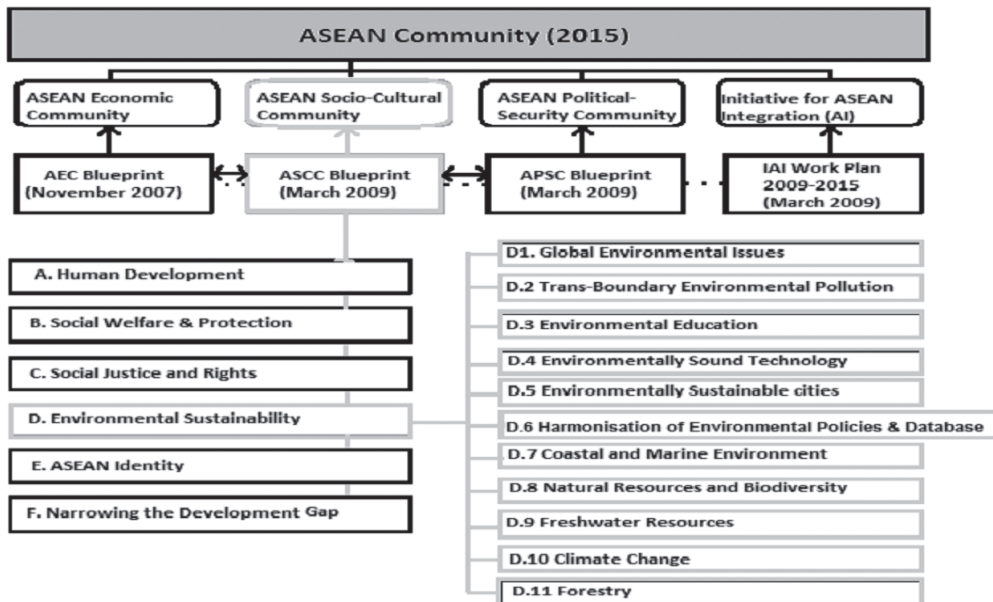 ASEAN Community (2015)
ASEAN Economic
Community
ASEAN Socio-Cultural
Community
ASEAN Political-
Security Community
Initiative for ASEAN
Integration (AI)
AEC Blueprint
(November 2007)
ASCC Blueprint
(March 2009)
APSC Blueprint
(March 2009)
IAI Work Plan
2009-2015
(March 2009)
A. Human Development
B. Social Welfare & Protection
C. Social Justice and Rights
D. Environmental Sustainability
E. ASEAN Identity
F. Narrowing the Development Gap
D1. Global Environmental Issues
D.2 Trans-Boundary Environmental Pollution
D.3 Environmental Education
D.4 Environmentally Sound Technology
D.5 Environmentally Sustainable cities
D.6 Harmonisation of Environmental Policies & Database
D.7 Coastal and Marine Environment
D.8 Natural Resources and Biodiversity
D.9 Freshwater Resources
D.10 Climate Change
D.11 Forestry